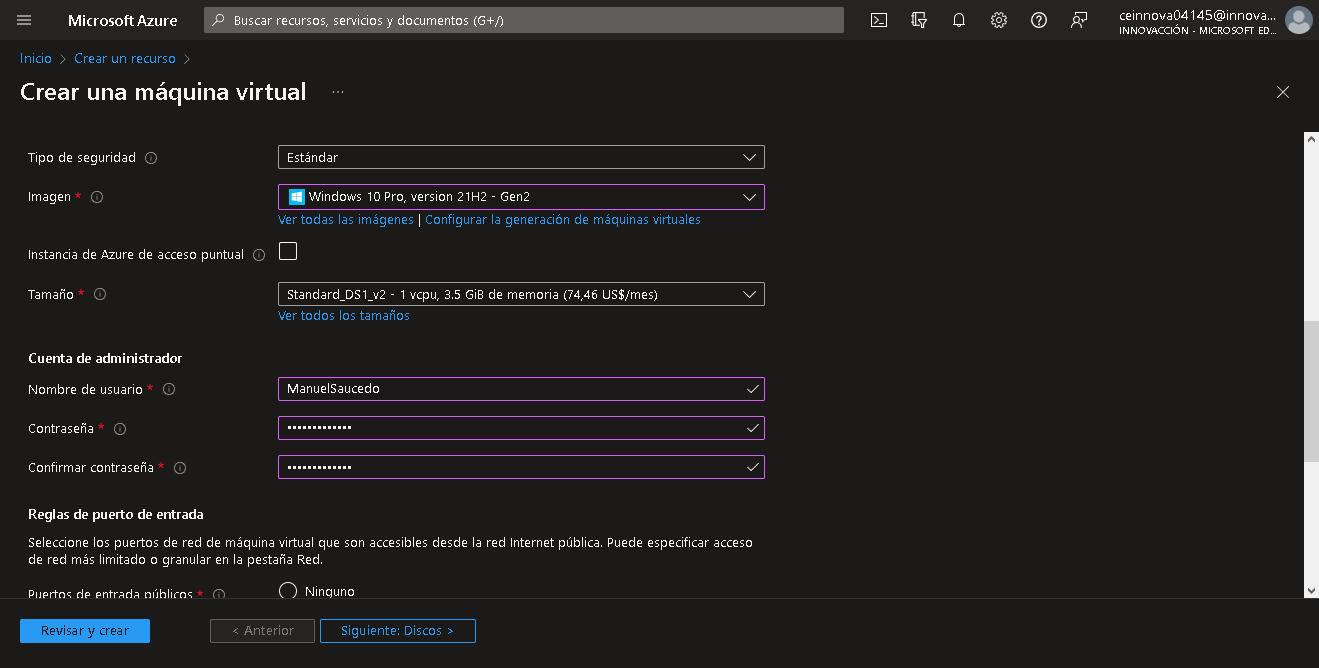 Microsoft Azure
Buscar recursos, servicios y documentos (G+/)
ceinnova04145@innova...
INNOVACCIÓN - MICROSOFT ED...
Inicio > Crear un recurso >
Crear una máquina virtual ...
Tipo de seguridad
Estándar
Imagen *
Windows 10 Pro, version 21H2 - Gen2
Ver todas las imágenes | Configurar la generación de máquinas virtuales
Instancia de Azure de acceso puntual
Tamaño *
Standard_DS1_v2 - 1 vcpu, 3.5 GiB de memoria (74,46 US$/mes)
Ver todos los tamaños
Cuenta de administrador
Nombre de usuario *
ManuelSaucedo
Contraseña *
•••••••••••••
Confirmar contraseña *
•••••••••••••
Reglas de puerto de entrada
Seleccione los puertos de red de máquina virtual que son accesibles desde la red Internet pública. Puede especificar acceso
de red más limitado o granular en la pestaña Red.
Puertos de entrada públicos *
Ninguno
Revisar y crear
< Anterior
Siguiente: Discos >